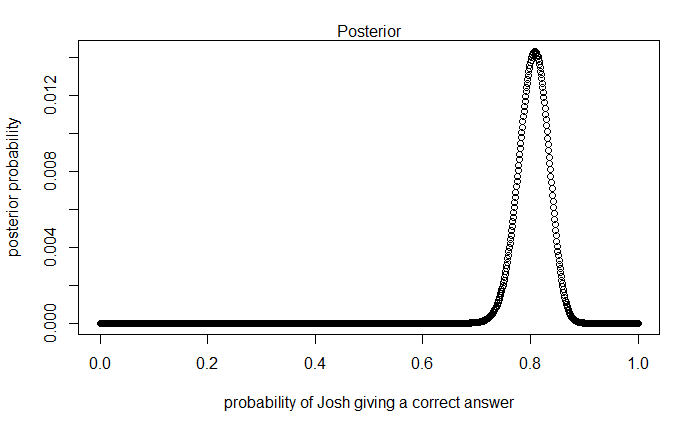 Posterior
posterior probability
0.012
0.008
0.004
0.000
0.0 0.2 0.4 0.6 0.8 1.0
probability of Josh giving a correct answer